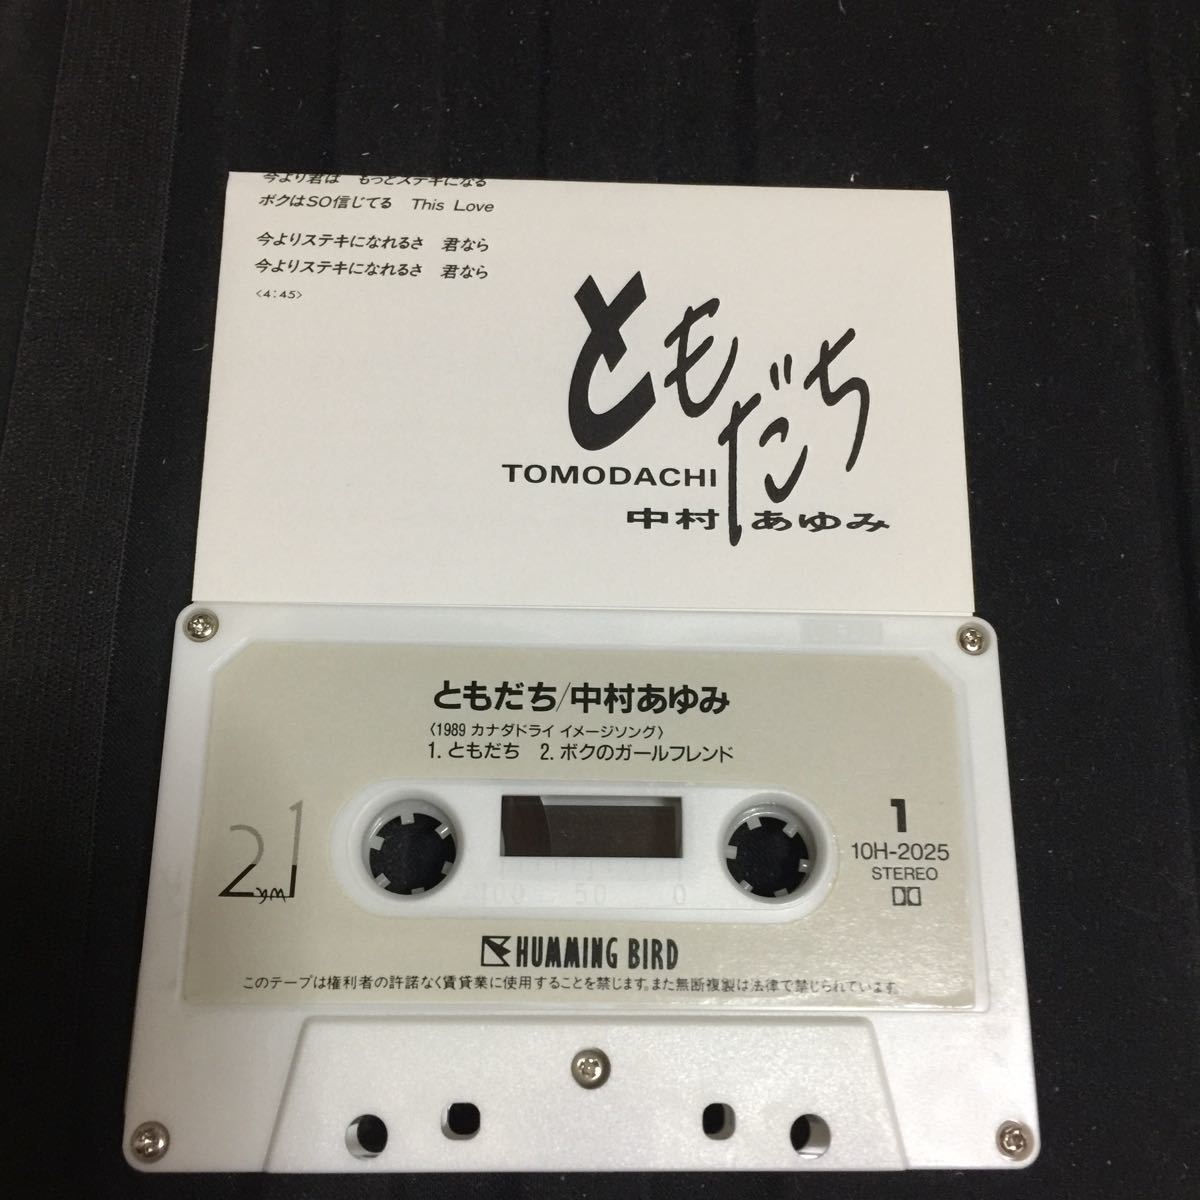 今より君は　もっとステキになる
ボクはSO信じてる　This Love
今よりステキになれるさ　君なら
今よりステキになれるさ　君なら
〈4:45〉
ともだち
TOMODACHI
中村あゆみ
ともだち/中村あゆみ
〈1989 カナダドライ イメージソング〉
1. ともだち　2. ボクのガールフレンド
21
1
10H-2025
STEREO
100 50 0
HUMMING BIRD
このテープは権利者の許諾なく賃貸業に使用することを禁じます。また無断複製は法律で禁じられています。